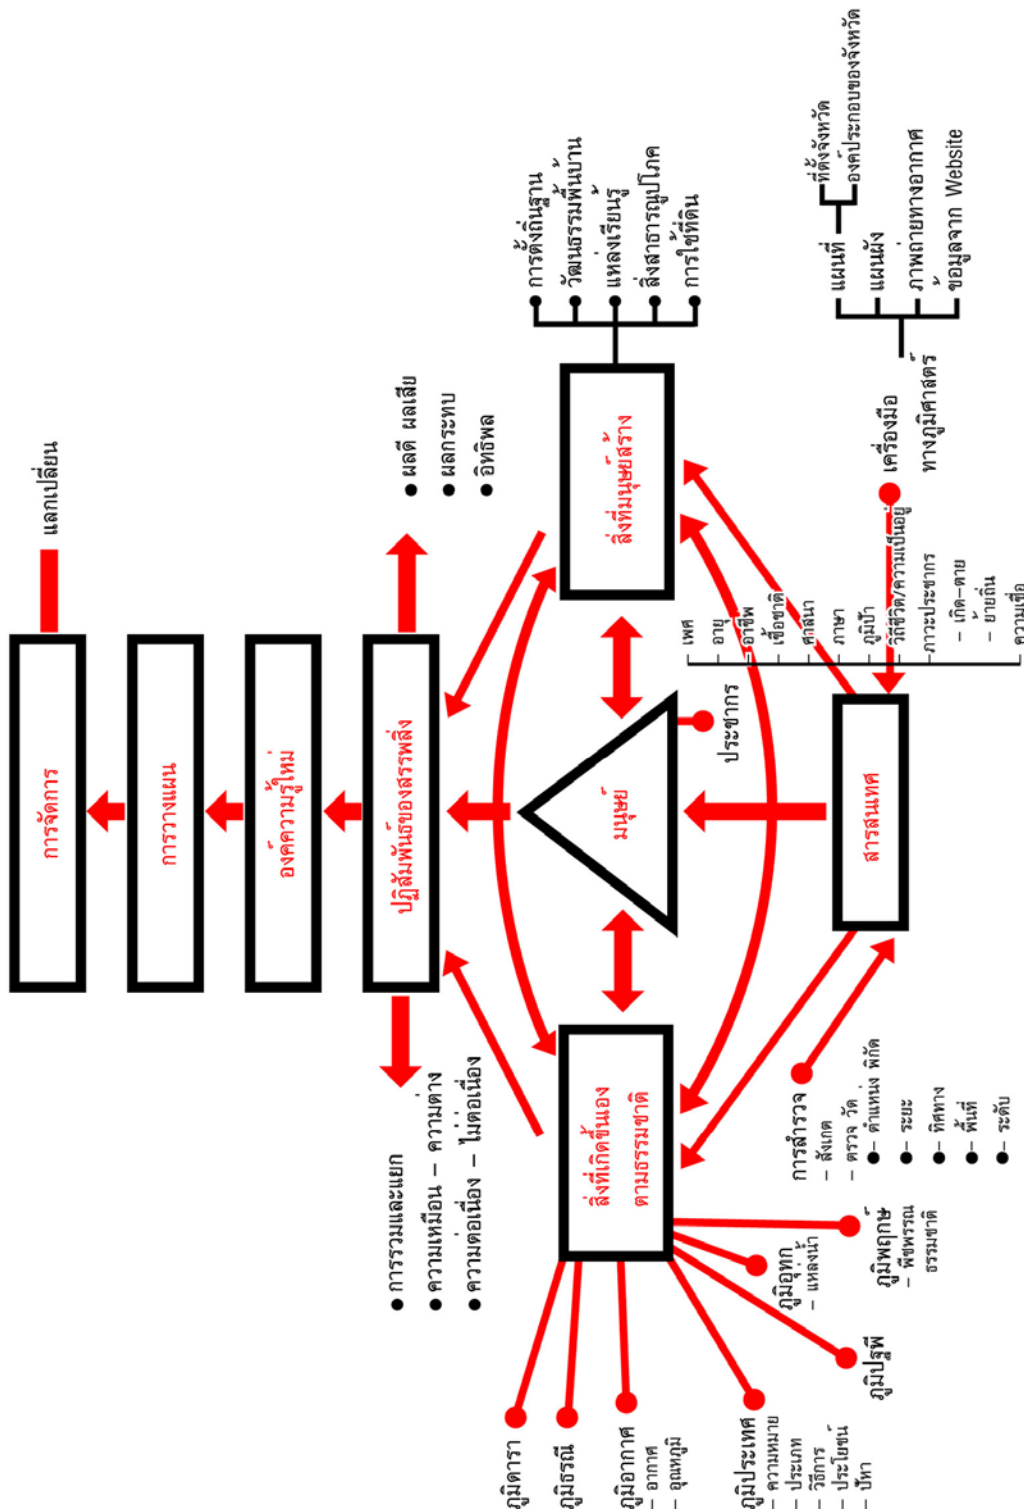 การจัดการ
แลกเปลี่ยน
การวางแผน
องค์ความรู้ใหม่
ปฏิสัมพันธ์ของสรรพสิ่ง
● การรวมและแยก
● ความเหมือน – ความต่าง
● ความต่อเนื่อง – ไม่ต่อเนื่อง
● ผลดี ผลเสีย
● ผลกระทบ
● อิทธิพล
สิ่งที่เกิดขึ้นเอง
ตามธรรมชาติ
มนุษย์
สิ่งที่มนุษย์สร้าง
● การตั้งถิ่นฐาน
● วัฒนธรรมพื้นบ้าน
● แหล่งเรียนรู้
● สิ่งสาธารณูปโภค
● การใช้ที่ดิน
ภูมิดารา
ภูมิธรณี
ภูมิอากาศ
– อากาศ
– อุณหภูมิ
ภูมิประเทศ
– ความหมาย
– ประเภท
– วิธีการ
– ประโยชน์
– ปัหา
ภูมิปฐพี
ภูมิอุทก
– แหล่งน้ำ
ภูมิพฤกษ์
– พืชพรรณ
ธรรมชาติ
การสำรวจ
– สังเกต
– ตรวจ วัด
●– ตำแหน่ง พิกัด
●– ระยะ
●– ทิศทาง
●– พื้นที่
●– ระดับ
สารสนเทศ
ประชากร
เพศ
อายุ
อาชีพ
เชื้อชาติ
ศาสนา
ภาษา
ภูมิป้า
วิถีชีวิต/ความเป็นอยู่
ภาวะประชากร
– เกิด–ตาย
– ย้ายถิ่น
ความเชื่อ
เครื่องมือ
ทางภูมิศาสตร์
แผนที่
ที่ตั้งจังหวัด
องค์ประกอบของจังหวัด
แผนผัง
ภาพถ่ายทางอากาศ
ข้อมูลจาก Website